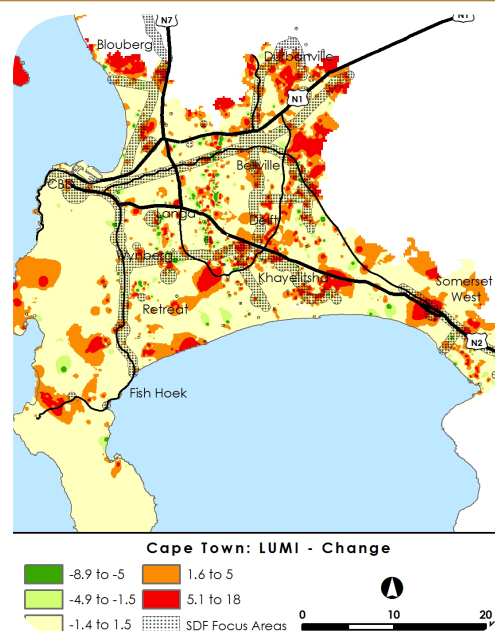 N7
N1
Blouberg
Durbanville
N1
Bellville
CBD
Langa
Delft
Wynberg
Khayelitsha
Somerset
West
Retreat
N2
Fish Hoek
Cape Town: LUMI - Change
-8.9 to -5
1.6 to 5
-4.9 to -1.5
5.1 to 18
-1.4 to 1.5
SDF Focus Areas
0 10 20